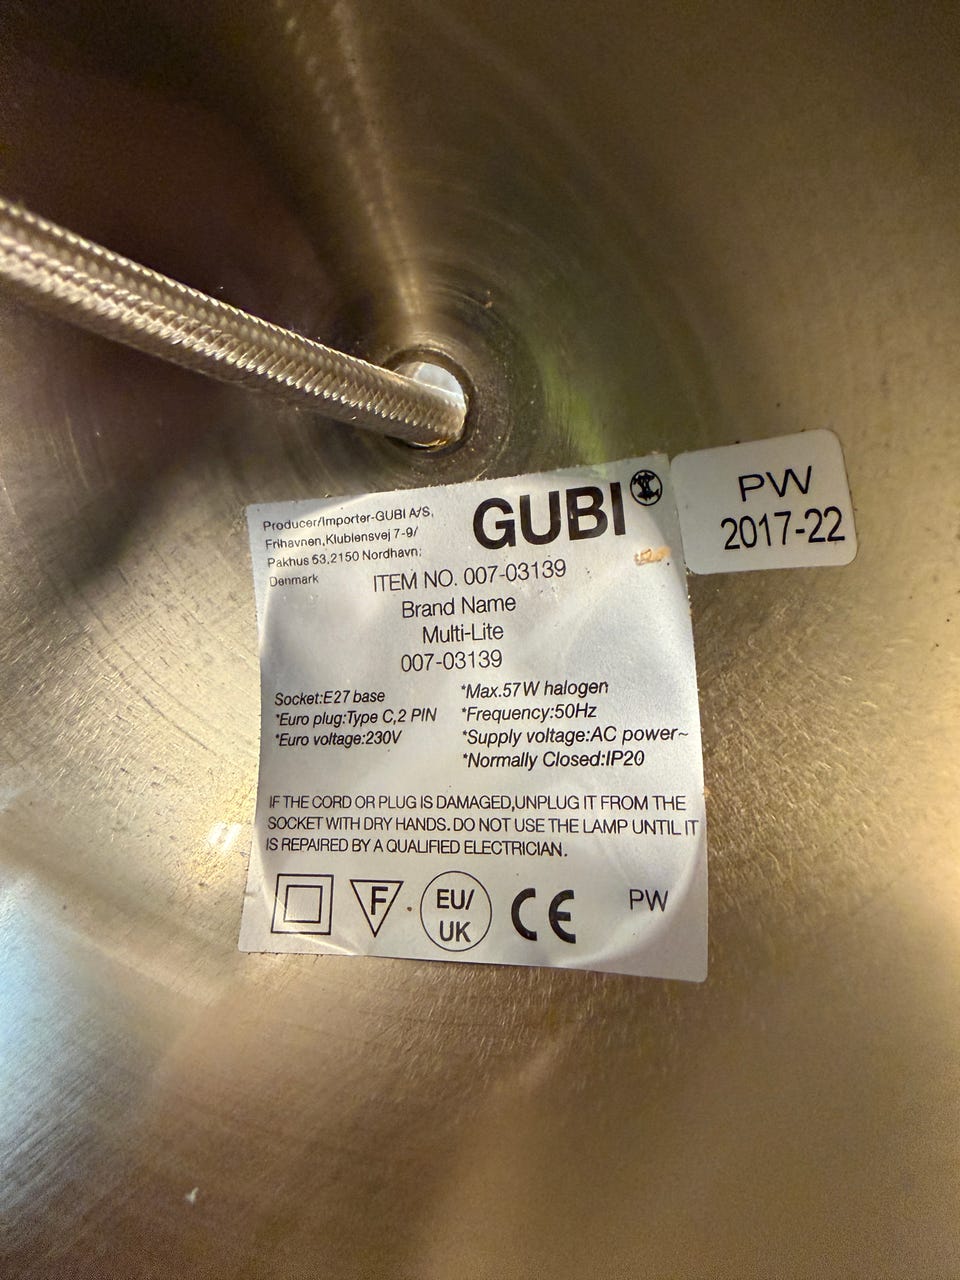 Producer/Importer-GUBI A/S,
Frihavnen,Klublensvej 7-9/
Pakhus 53,2150 Nordhavn;
Denmark
GUBI
ITEM NO. 007-03139
Brand Name
Multi-Lite
007-03139
Socket:E27 base
*Euro plug:Type C,2 PIN
*Euro voltage:230V
*Max.57W halogen
*Frequency:50Hz
*Supply voltage:AC power~
*Normally Closed:IP20
IF THE CORD OR PLUG IS DAMAGED,UNPLUG IT FROM THE
SOCKET WITH DRY HANDS. DO NOT USE THE LAMP UNTIL IT
IS REPAIRED BY A QUALIFIED ELECTRICIAN.
F
EU/
UK
CE
PW
PW
2017-22